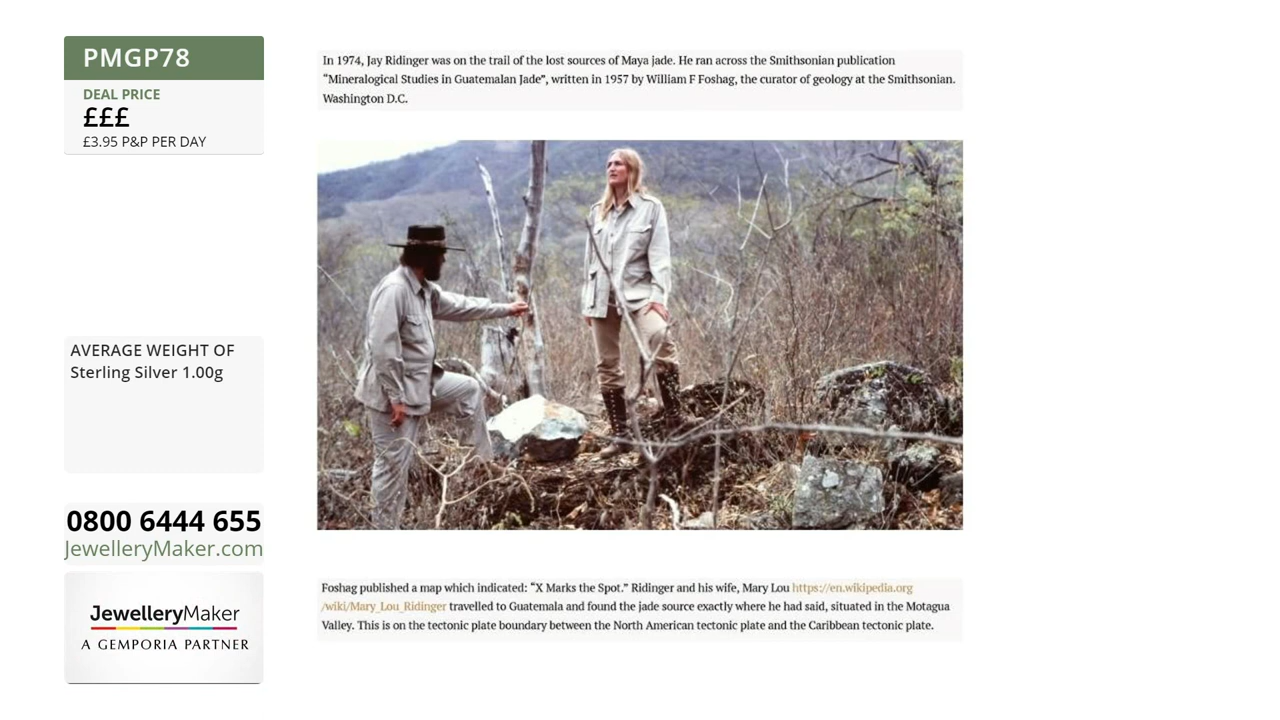 PMGP78
DEAL PRICE
£££
£3.95 P&P PER DAY
AVERAGE WEIGHT OF
Sterling Silver 1.00g
0800 6444 655
JewelleryMaker.com
JewelleryMaker
A GEMPORIA PARTNER
In 1974, Jay Ridinger was on the trail of the lost sources of Maya jade. He ran across the Smithsonian publication
“Mineralogical Studies in Guatemalan Jade”, written in 1957 by William F Foshag, the curator of geology at the Smithsonian.
Washington D.C.
Foshag published a map which indicated: “X Marks the Spot.” Ridinger and his wife, Mary Lou https://en.wikipedia.org
/wiki/Mary_Lou_Ridinger travelled to Guatemala and found the jade source exactly where he had said, situated in the Motagua
Valley. This is on the tectonic plate boundary between the North American tectonic plate and the Caribbean tectonic plate.